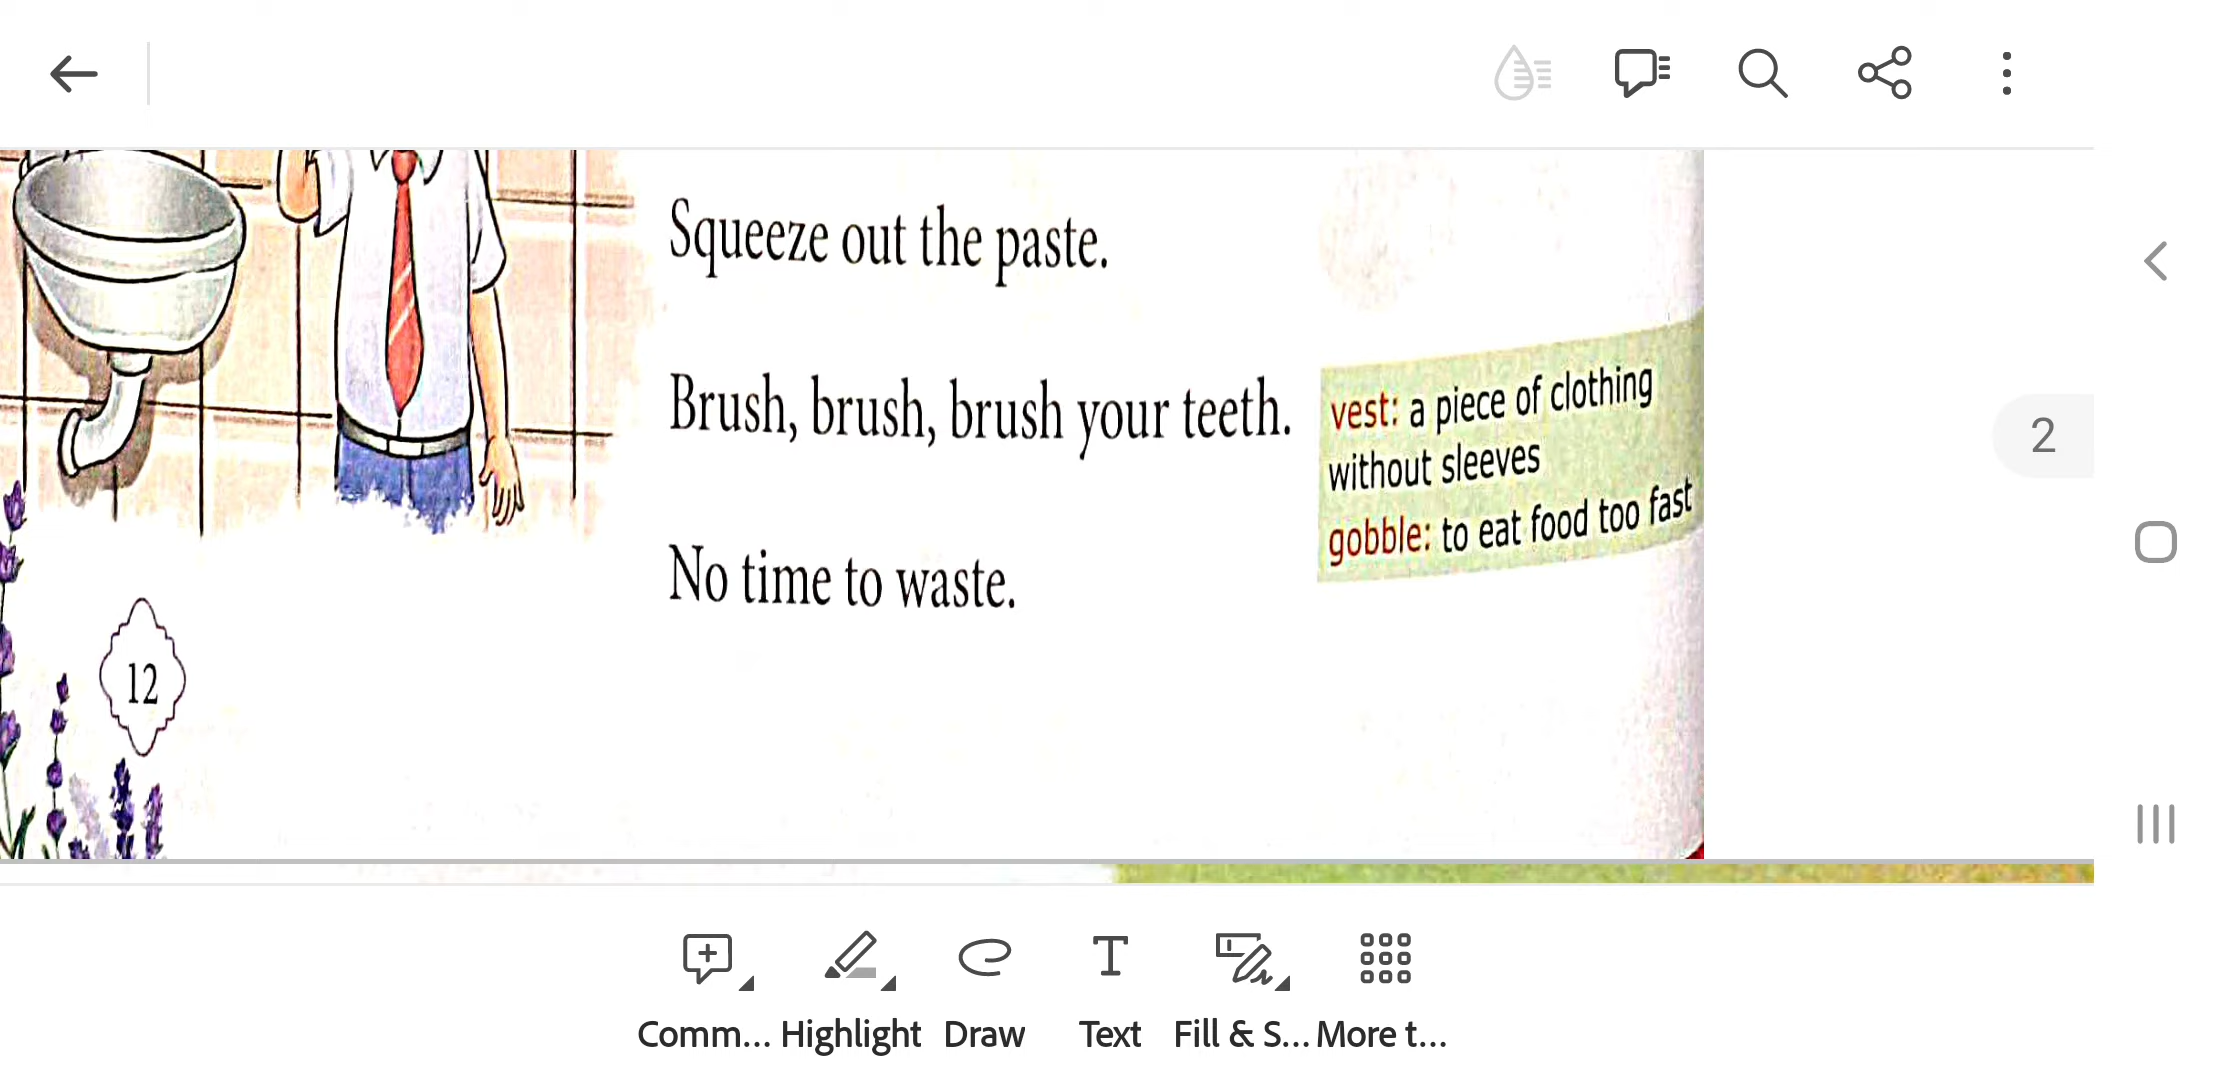 Squeeze out the paste.
Brush, brush, brush your teeth.
No time to waste.
vest: a piece of clothing
without sleeves
gobble: to eat food too fast
12
2
Comm... Highlight Draw Text Fill & S... More t...